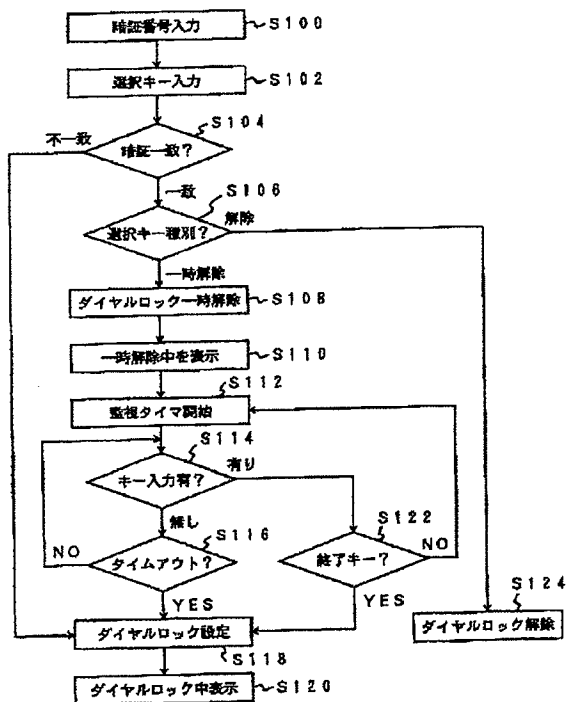 暗証番号入力 S100
選択キー入力 S102
S104
不一致
暗証一致?
一致
S106
選択キー種別?
解除
一時解除
ダイヤルロック一時解除 S108
一時解除中を表示 S110
S112
監視タイマ開始
S114
キー入力有?
有り
無し
S116
NO
タイムアウト?
S122
終了キー?
NO
YES
YES
S124
ダイヤルロック設定
ダイヤルロック解除
S118
ダイヤルロック中表示 S120